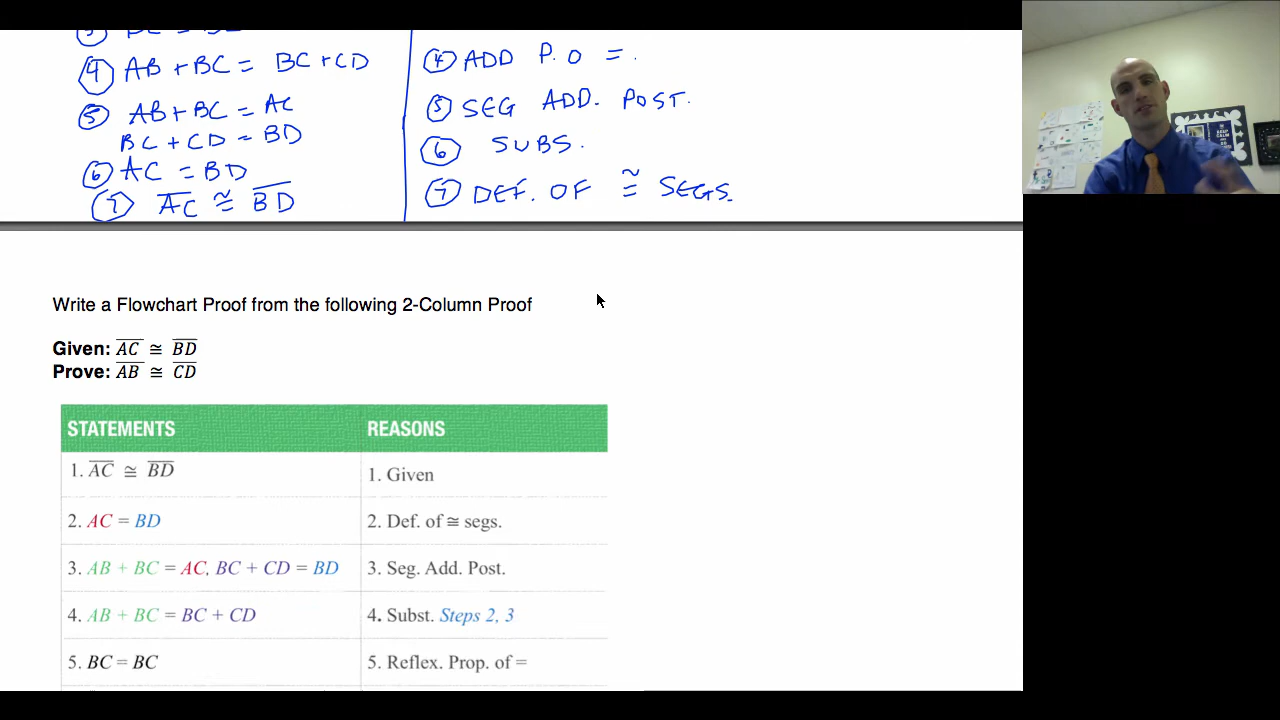 ④ AB + BC = BC + CD
④ ADD P. O = .
⑤ AB + BC = AC
BC + CD = BD
⑤ SEG ADD. POST.
⑥ AC = BD
⑥ SUBS.
⑦ AC ≅ BD
⑦ DEF. OF ≅ SEGS.
KEEP CALM
Write a Flowchart Proof from the following 2-Column Proof
Given: AC ≅ BD
Prove: AB ≅ CD
STATEMENTS REASONS
1. AC ≅ BD 1. Given
2. AC = BD 2. Def. of ≅ segs.
3. AB + BC = AC, BC + CD = BD 3. Seg. Add. Post.
4. AB + BC = BC + CD 4. Subst. Steps 2, 3
5. BC = BC 5. Reflex. Prop. of =